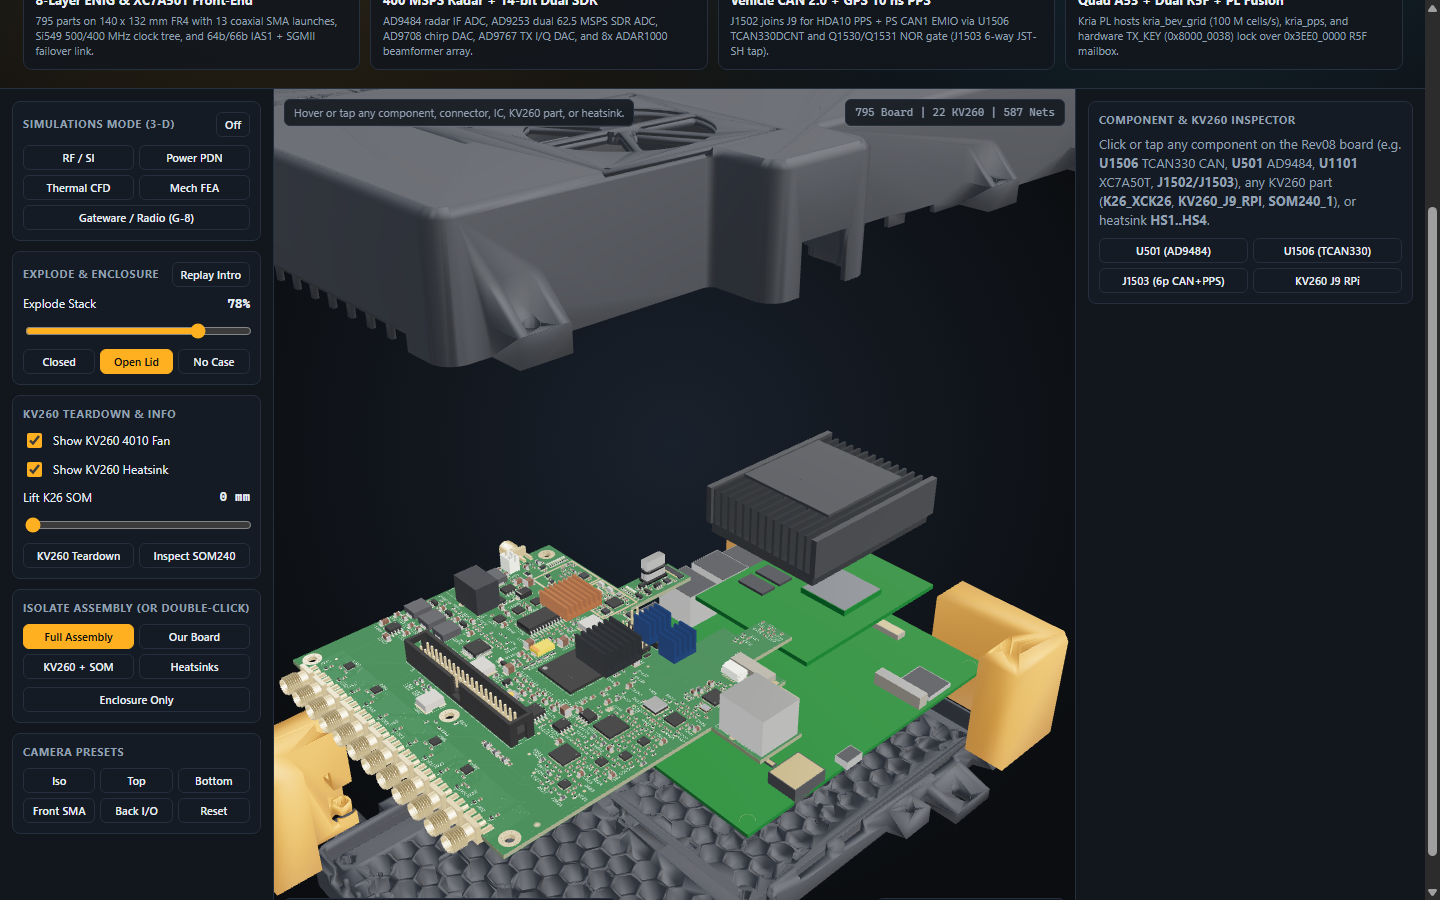 8-Layer ENIG & XC7A50T Front-End
795 parts on 140 x 132 mm FR4 with 13 coaxial SMA launches,
Si549 500/400 MHz clock tree, and 64b/66b IAS1 + SGMII
failover link.
400 MSPS Radar + 14-bit Dual SDR
AD9484 radar IF ADC, AD9253 dual 62.5 MSPS SDR ADC,
AD9708 chirp DAC, AD9767 TX I/Q DAC, and 8x ADAR1000
beamformer array.
Vehicle CAN 2.0 + GPS 10 ns PPS
J1502 joins J9 for HDA10 PPS + PS CAN1 EMIO via U1506
TCAN330DCNT and Q1530/Q1531 NOR gate (J1503 6-way JST-
SH tap).
Quad A53 + Dual R5F + PL Fusion
Kria PL hosts kria_bev_grid (100 M cells/s), kria_pps, and
hardware TX_KEY (0x8000_0038) lock over 0x3EE0_0000 R5F
mailbox.
SIMULATIONS MODE (3-D)
Off
RF / SI
Power PDN
Thermal CFD
Mech FEA
Gateware / Radio (G-8)
EXPLODE & ENCLOSURE
Replay Intro
Explode Stack
78%
Closed
Open Lid
No Case
KV260 TEARDOWN & INFO
Show KV260 4010 Fan
Show KV260 Heatsink
Lift K26 SOM
0 mm
KV260 Teardown
Inspect SOM240
ISOLATE ASSEMBLY (OR DOUBLE-CLICK)
Full Assembly
Our Board
KV260 + SOM
Heatsinks
Enclosure Only
CAMERA PRESETS
Iso
Top
Bottom
Front SMA
Back I/O
Reset
Hover or tap any component, connector, IC, KV260 part, or heatsink.
795 Board | 22 KV260 | 587 Nets
COMPONENT & KV260 INSPECTOR
Click or tap any component on the Rev08 board (e.g.
U1506 TCAN330 CAN, U501 AD9484, U1101
XC7A50T, J1502/J1503), any KV260 part
(K26_XCK26, KV260_J9_RPI, SOM240_1), or
heatsink HS1..HS4.
U501 (AD9484)
U1506 (TCAN330)
J1503 (6p CAN+PPS)
KV260 J9 RPi